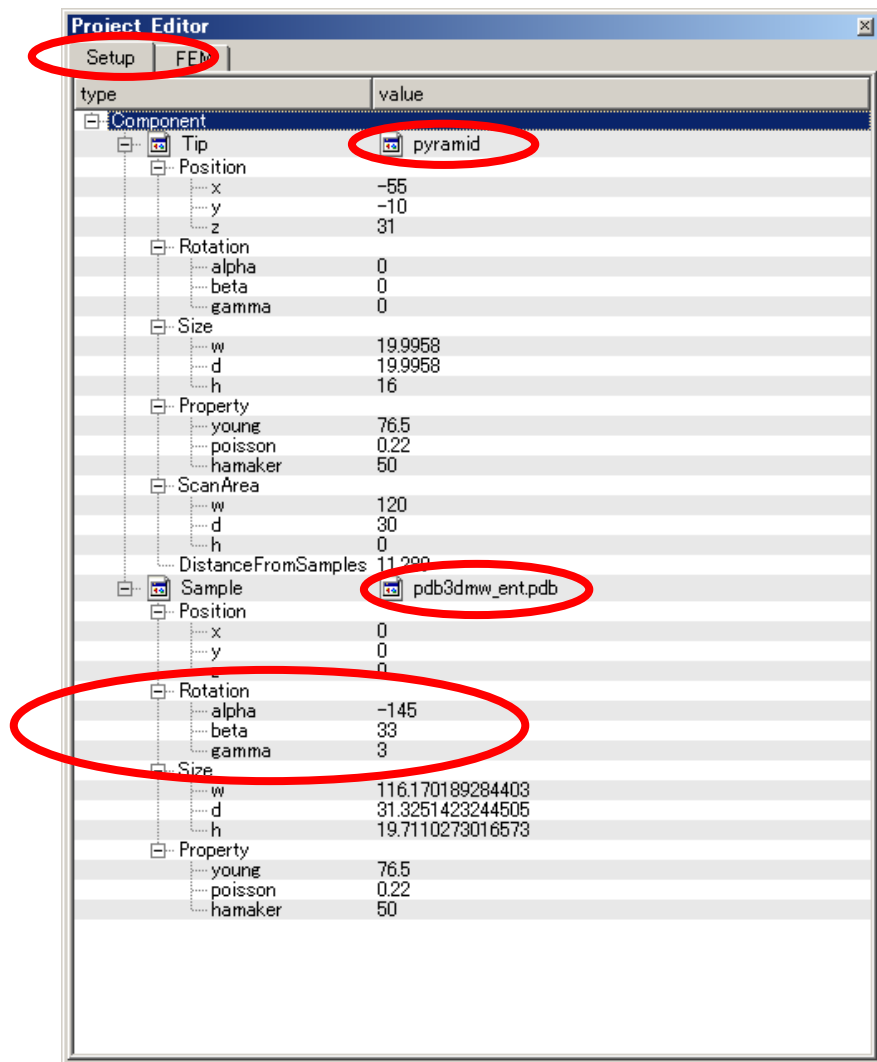 Project Editor
Setup FEM
type value
Component
Tip pyramid
Position
x -55
y -10
z 31
Rotation
alpha 0
beta 0
gamma 0
Size
w 19.9958
d 19.9958
h 16
Property
young 76.5
poisson 0.22
hamaker 50
ScanArea
w 120
d 30
h 0
DistanceFromSamples
Sample pdb3dmw_ent.pdb
Position
x 0
y 0
z 0
Rotation
alpha -145
beta 33
gamma 3
Size
w 116.170189284403
d 31.3251423244505
h 19.7110273016573
Property
young 76.5
poisson 0.22
hamaker 50